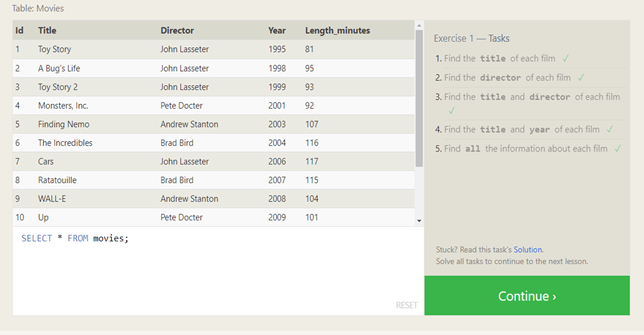 Table: Movies
Id Title Director Year Length_minutes
1 Toy Story John Lasseter 1995 81
2 A Bug's Life John Lasseter 1998 95
3 Toy Story 2 John Lasseter 1999 93
4 Monsters, Inc. Pete Docter 2001 92
5 Finding Nemo Andrew Stanton 2003 107
6 The Incredibles Brad Bird 2004 116
7 Cars John Lasseter 2006 117
8 Ratatouille Brad Bird 2007 115
9 WALL-E Andrew Stanton 2008 104
10 Up Pete Docter 2009 101
SELECT * FROM movies;
RESET
Exercise 1 — Tasks
1. Find the title of each film ✓
2. Find the director of each film ✓
3. Find the title and director of each film
✓
4. Find the title and year of each film ✓
5. Find all the information about each film ✓
Stuck? Read this task's Solution.
Solve all tasks to continue to the next lesson.
Continue ›